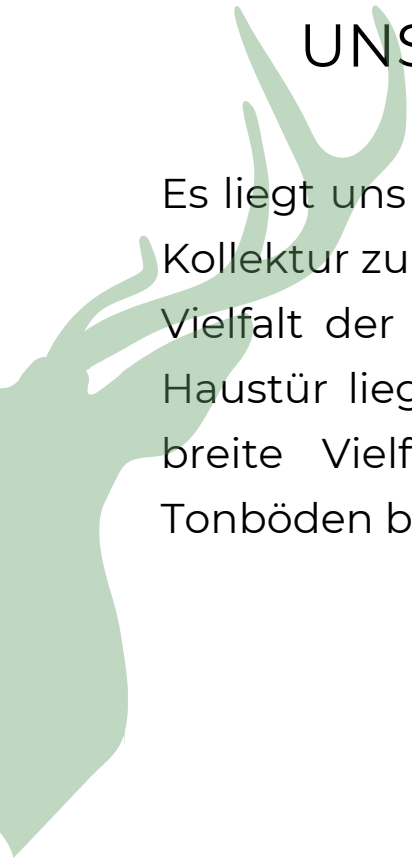 UNS
Es liegt uns
Kollektur zu
Vielfalt der
Haustür lieg
breite Vielf
Tonböden b